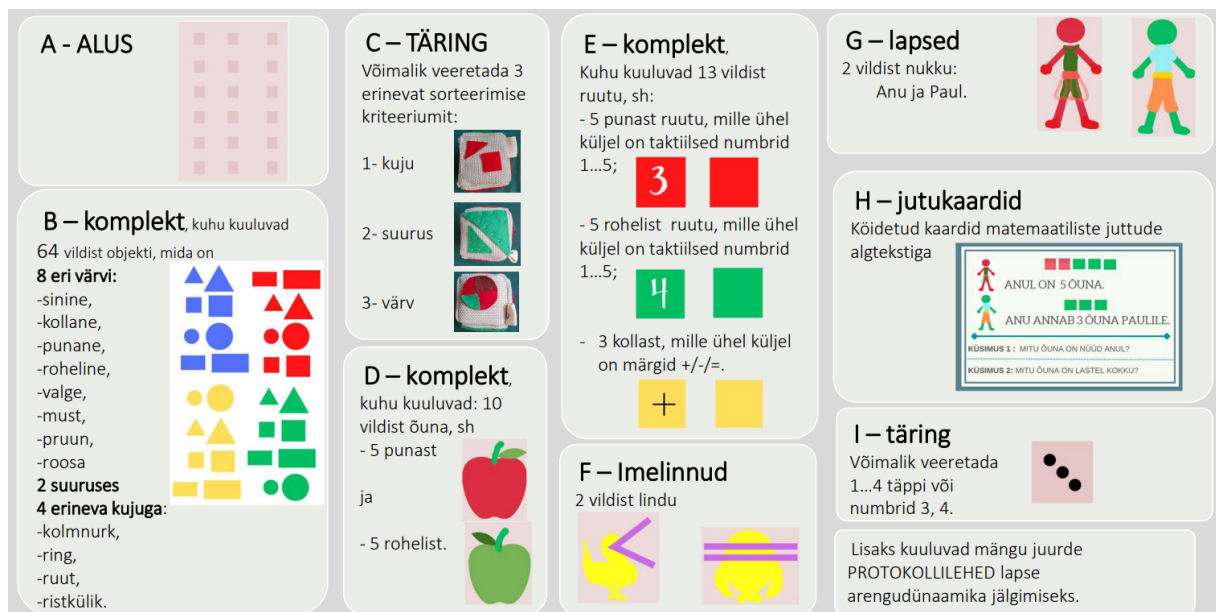 A - ALUS
B – komplekt, kuhu kuuluvad
64 vildist objekti, mida on
8 eri värvi:
-sinine,
-kollane,
-punane,
-roheline,
-valge,
-must,
-pruun,
-roosa
2 suuruses
4 erineva kujuga:
-kolmnurk,
-ring,
-ruut,
-ristkülik.
C – TÄRING
Võimalik veeretada 3
erinevat sorteerimise
kriteeriumit:
1- kuju
2- suurus
3- värv
D – komplekt,
kuhu kuuluvad: 10
vildist õuna, sh
- 5 punast
ja
- 5 rohelist.
E – komplekt,
Kuhu kuuluvad 13 vildist
ruutu, sh:
- 5 punast ruutu, mille ühel
küljel on taktiilsed numbrid
1...5;
3
- 5 rohelist ruutu, mille ühel
küljel on taktiilsed numbrid
1...5;
4
- 3 kollast, mille ühel küljel
on märgid +/-/=.
+
F – Imelinnud
2 vildist lindu
G – lapsed
2 vildist nukku:
Anu ja Paul.
H – jutukaardid
Köidetud kaardid matemaatiliste juttude
algtekstiga
ANUL ON 5 ÕUNA.
ANU ANNAB 3 ÕUNA PAULILE.
KÜSIMUS 1 : MITU ÕUNA ON NÜÜD ANUL?
KÜSIMUS 2: MITU ÕUNA ON LASTEL KOKKU?
I – täring
Võimalik veeretada
1...4 täppi või
numbrid 3, 4.
Lisaks kuuluvad mängu juurde
PROTOKOLLILEHED lapse
arengudünaamika jälgimiseks.